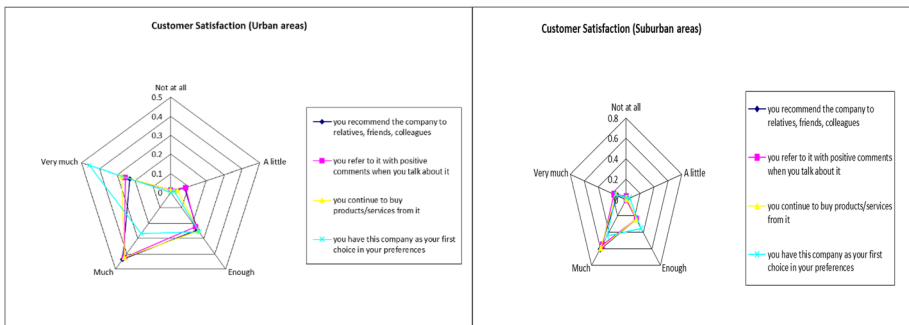 Customer Satisfaction (Urban areas)
Not at all
0.5
0.4
0.3
0.2
0.1
0
A little
Enough
Much
Very much
you recommend the company to
relatives, friends, colleagues
you refer to it with positive
comments when you talk about it
you continue to buy
products/services from it
you have this company as your first
choice in your preferences
Customer Satisfaction (Suburban areas)
Not at all
0.8
0.6
0.4
0.2
0
A little
Enough
Much
Very much
you recommend the company to
relatives, friends, colleagues
you refer to it with positive comments
when you talk about it
you continue to buy products/services
from it
you have this company as your first
choice in your preferences